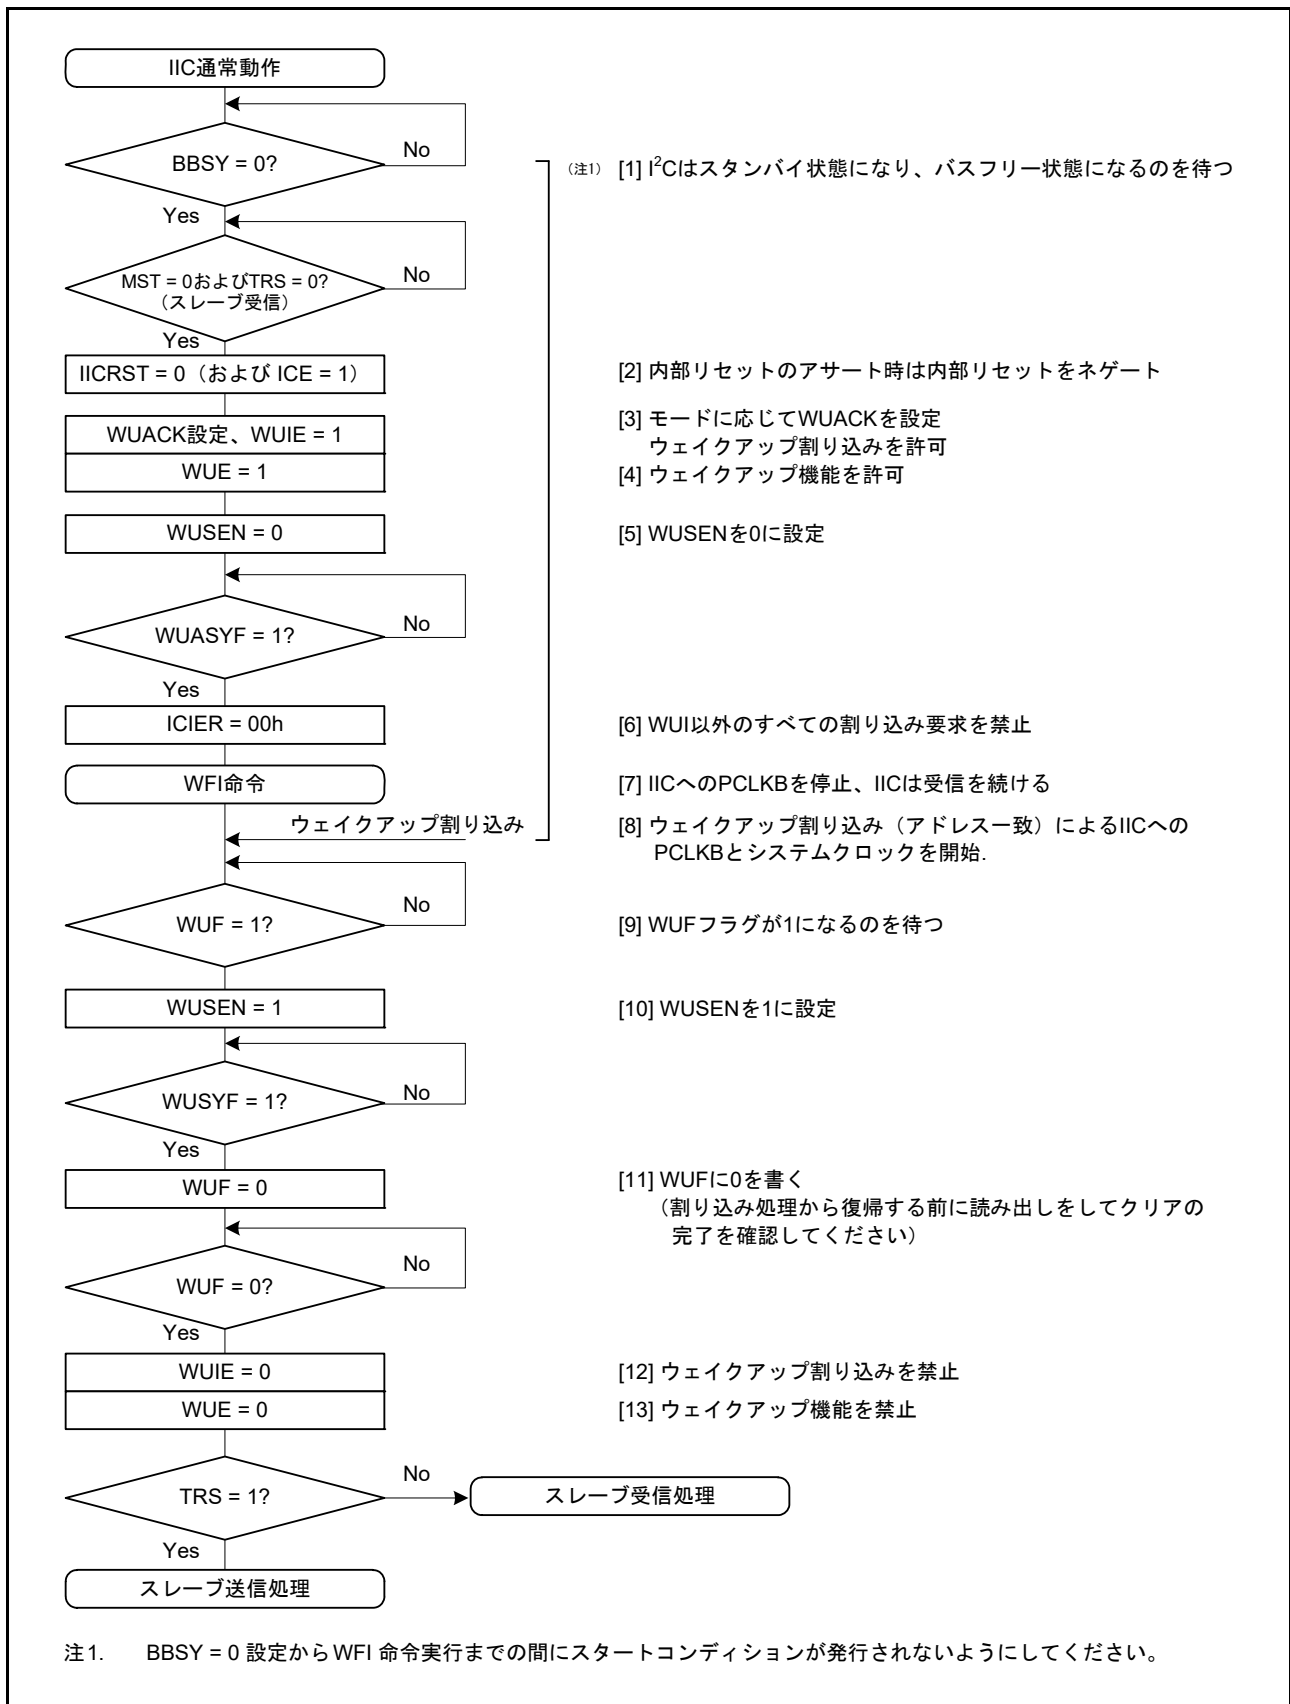 IIC通常動作
BBSY = 0?
No
(注1) [1] I²Cはスタンバイ状態になり、バスフリー状態になるのを待つ
Yes
MST = 0およびTRS = 0?
(スレーブ受信)
No
Yes
IICRST = 0（および ICE = 1）
[2] 内部リセットのアサート時は内部リセットをネゲート
WUACK設定、WUIE = 1
[3] モードに応じてWUACKを設定
ウェイクアップ割り込みを許可
WUE = 1
[4] ウェイクアップ機能を許可
WUSEN = 0
[5] WUSENを0に設定
WUASYF = 1?
No
Yes
ICIER = 00h
[6] WUI以外のすべての割り込み要求を禁止
WFI命令
[7] IICへのPCLKBを停止、IICは受信を続ける
ウェイクアップ割り込み
[8] ウェイクアップ割り込み（アドレス一致）によるIICへの
PCLKBとシステムクロックを開始.
WUF = 1?
No
[9] WUFフラグが1になるのを待つ
WUSEN = 1
[10] WUSENを1に設定
WUSYF = 1?
No
Yes
WUF = 0
[11] WUFに0を書く
（割り込み処理から復帰する前に読み出しをしてクリアの
完了を確認してください）
WUF = 0?
No
Yes
WUIE = 0
[12] ウェイクアップ割り込みを禁止
WUE = 0
[13] ウェイクアップ機能を禁止
TRS = 1?
No
スレーブ受信処理
Yes
スレーブ送信処理
注1. BBSY = 0 設定からWFI 命令実行までの間にスタートコンディションが発行されないようにしてください。